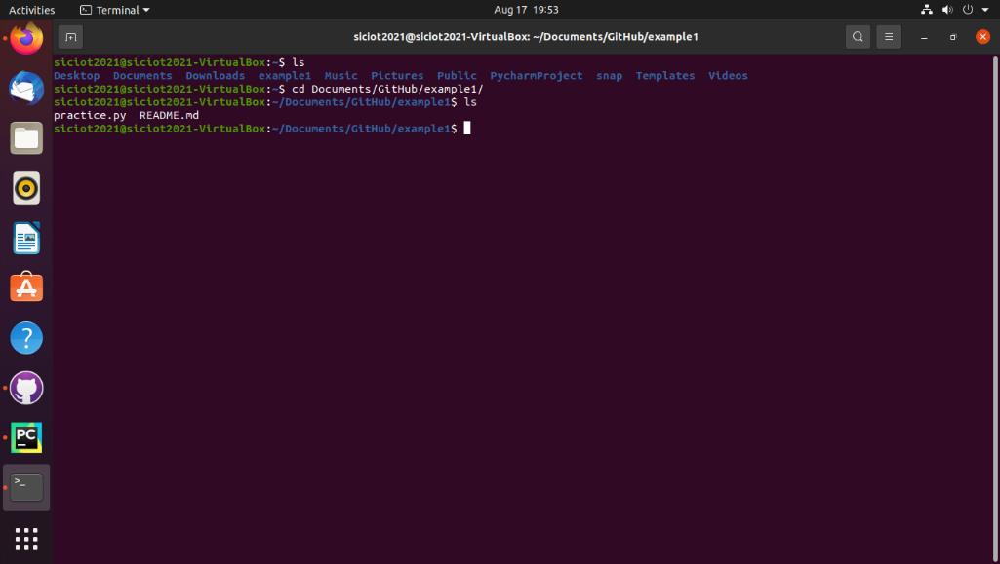 Activities Terminal Aug 17 19:53
siciot2021@siciot2021-VirtualBox: ~/Documents/GitHub/example1
siciot2021@siciot2021-VirtualBox:~$ ls
Desktop Documents Downloads example1 Music Pictures Public PycharmProject snap Templates Videos
siciot2021@siciot2021-VirtualBox:~$ cd Documents/GitHub/example1/
siciot2021@siciot2021-VirtualBox:~/Documents/GitHub/example1$ ls
practice.py README.md
siciot2021@siciot2021-VirtualBox:~/Documents/GitHub/example1$
?
PC
>_